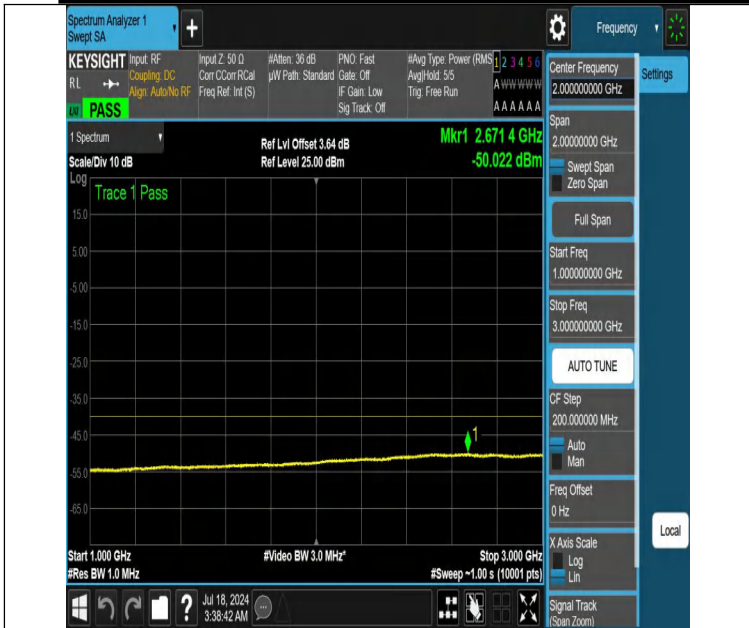 Spectrum Analyzer 1
Swept SA
+
Frequency
KEYSIGHT
RL
LXI
PASS
Input: RF
Coupling: DC
Align: Auto/No RF
Input Z: 50 Ω
Corr CCorr RCal
Freq Ref: Int (S)
#Atten: 36 dB
µW Path: Standard
PNO: Fast
Gate: Off
IF Gain: Low
Sig Track: Off
#Avg Type: Power (RMS
Avg|Hold: 5/5
Trig: Free Run
1 2 3 4 5 6
A W W W W W
A A A A A A
1 Spectrum
Scale/Div 10 dB
Ref Lvl Offset 3.64 dB
Ref Level 25.00 dBm
Mkr1 2.671 4 GHz
-50.022 dBm
Log
Trace 1 Pass
15.0
5.00
-5.00
-15.0
-25.0
-35.0
-45.0
-55.0
-65.0
1
Start 1.000 GHz
#Res BW 1.0 MHz
#Video BW 3.0 MHz*
Stop 3.000 GHz
#Sweep ~1.00 s (10001 pts)
Center Frequency
2.000000000 GHz
Span
2.00000000 GHz
Swept Span
Zero Span
Full Span
Start Freq
1.000000000 GHz
Stop Freq
3.000000000 GHz
AUTO TUNE
CF Step
200.000000 MHz
Auto
Man
Freq Offset
0 Hz
X Axis Scale
Log
Lin
Signal Track
(Span Zoom)
Settings
Local
?
Jul 18, 2024
3:38:42 AM